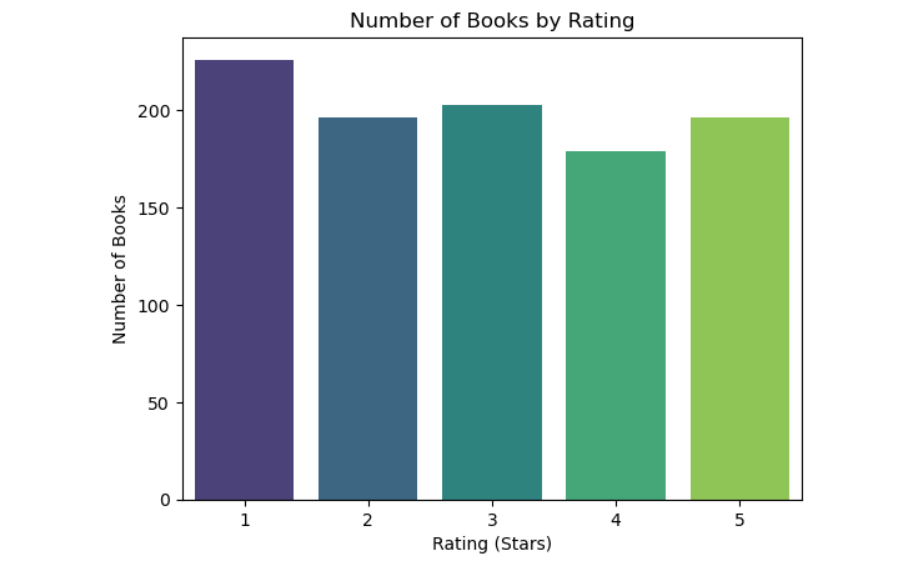 Number of Books by Rating
Number of Books
200
150
100
50
0
1 2 3 4 5
Rating (Stars)